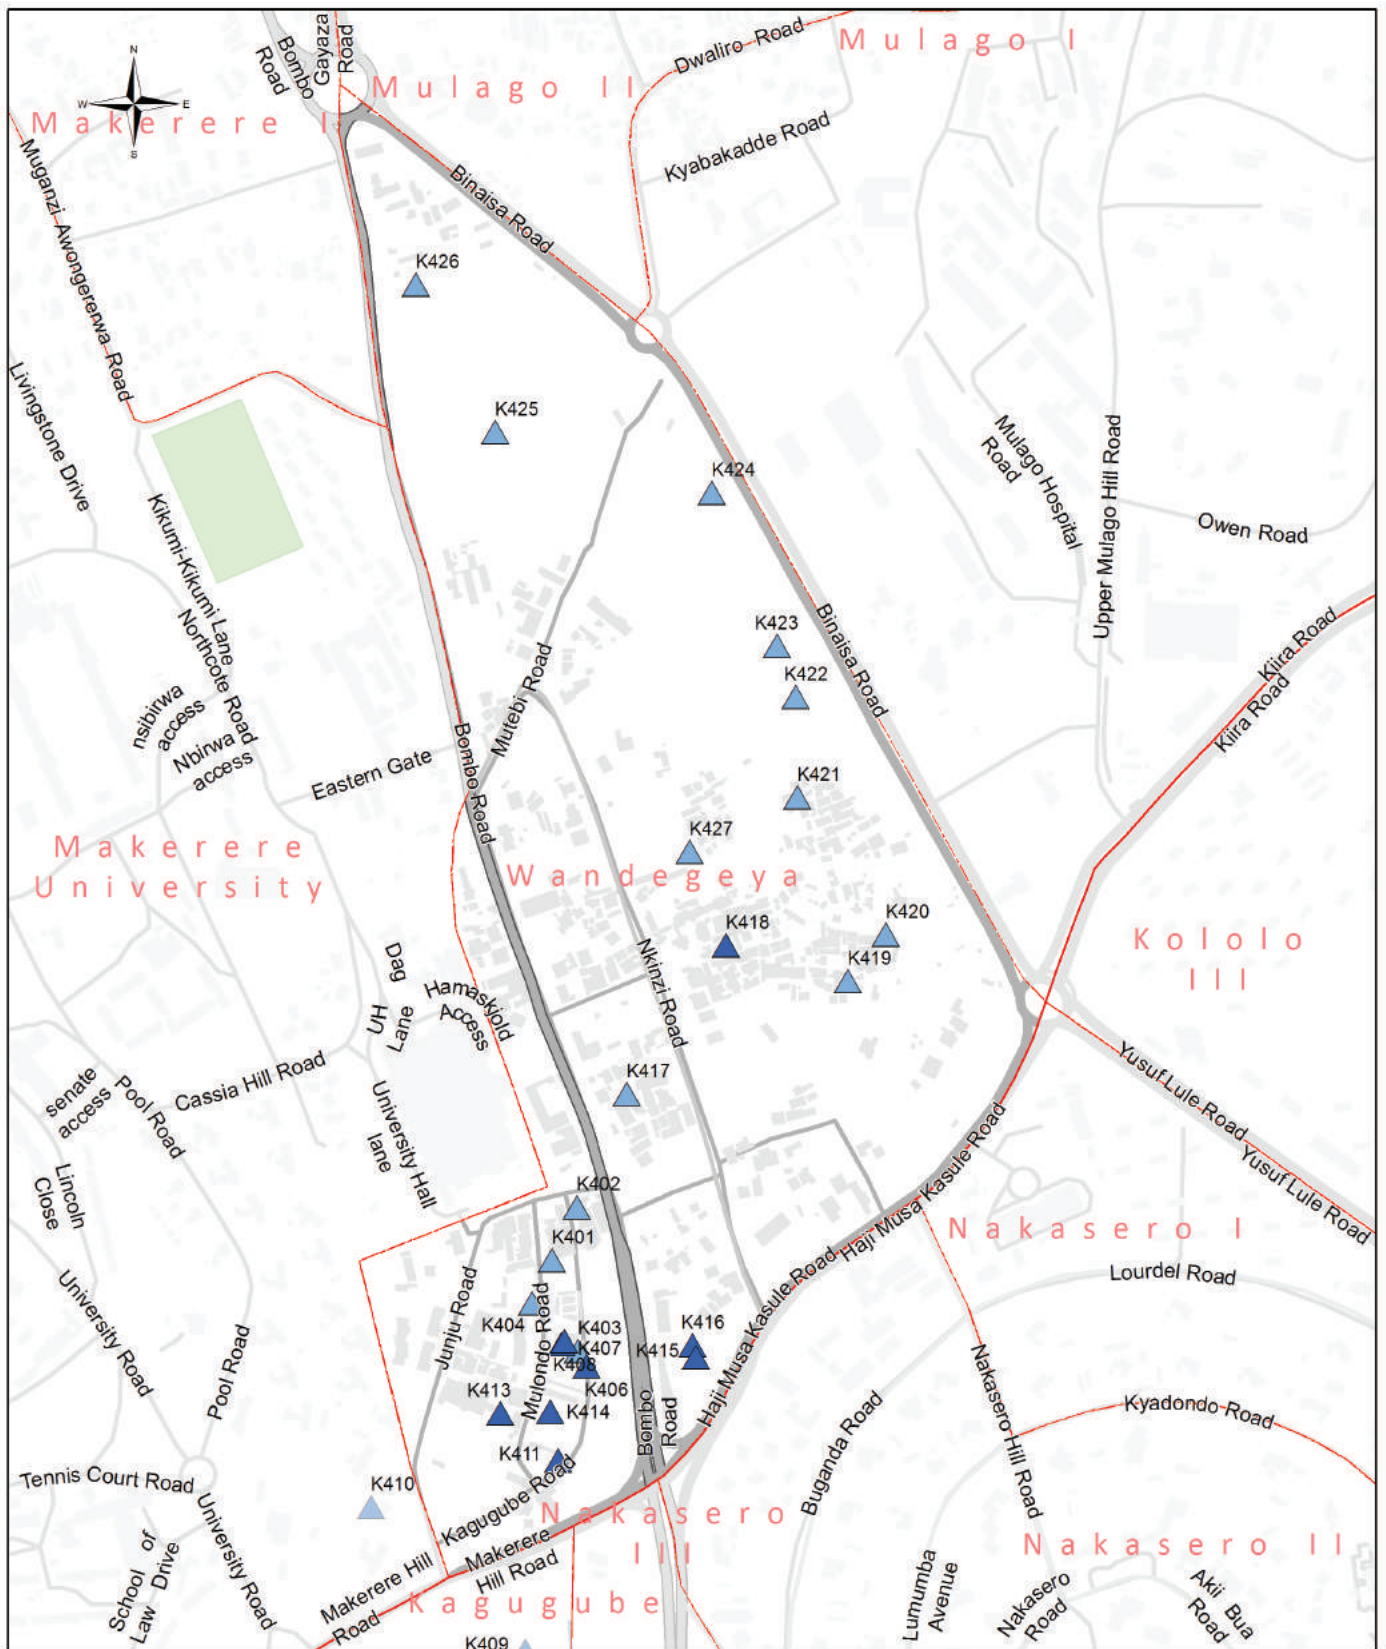 Gayazza
Road
Bombo
Road
Mulago I
Dwaliro Road
Mulago II
N
W
E
S
Makerere I
Kyabakadde Road
Muganzi Awongererwa Road
Binaisa Road
K426
Livingstone Drive
K425
Mulago Hospital
Road
Upper Mulago Hill Road
K424
Owen Road
Kikumi-Kikumi Lane
Northcote Road
K423
Binaisa Road
Kiira Road
Kiira Road
K422
nsibirwa
access
Nbirwa
access
Mutebi Road
Eastern Gate
Bombo Road
K421
K427
Makerere
University
Wandegeya
K418
K420
K419
Kololo
III
Dag
Hamaskjold
Access
UH
Lane
Nkinzi Road
Cassia Hill Road
senate
access
Pool Road
K417
University Hall
lane
Yusuf Lule Road
Yusuf Lule Road
Lincoln
Close
K402
Haji Musa Kasule Road
Nakasero I
K401
Lourdel Road
University Road
Junju Road
Mulondo Road
K404
K403
K407
K408
K406
K416
K415
Haji Musa Kasule Road
Pool Road
K413
K414
Bombo
Road
Nakasero Hill Road
Kyadondo Road
Buganda Road
K411
Tennis Court Road
K410
Kagugube Road
University Road
Nakasero
III
Nakasero II
School of
Law Drive
Makerere Hill
Road
Makerere
Hill Road
Kagugube
Lumumba
Avenue
Nakasero
Road
Akii Bua
Road
K409